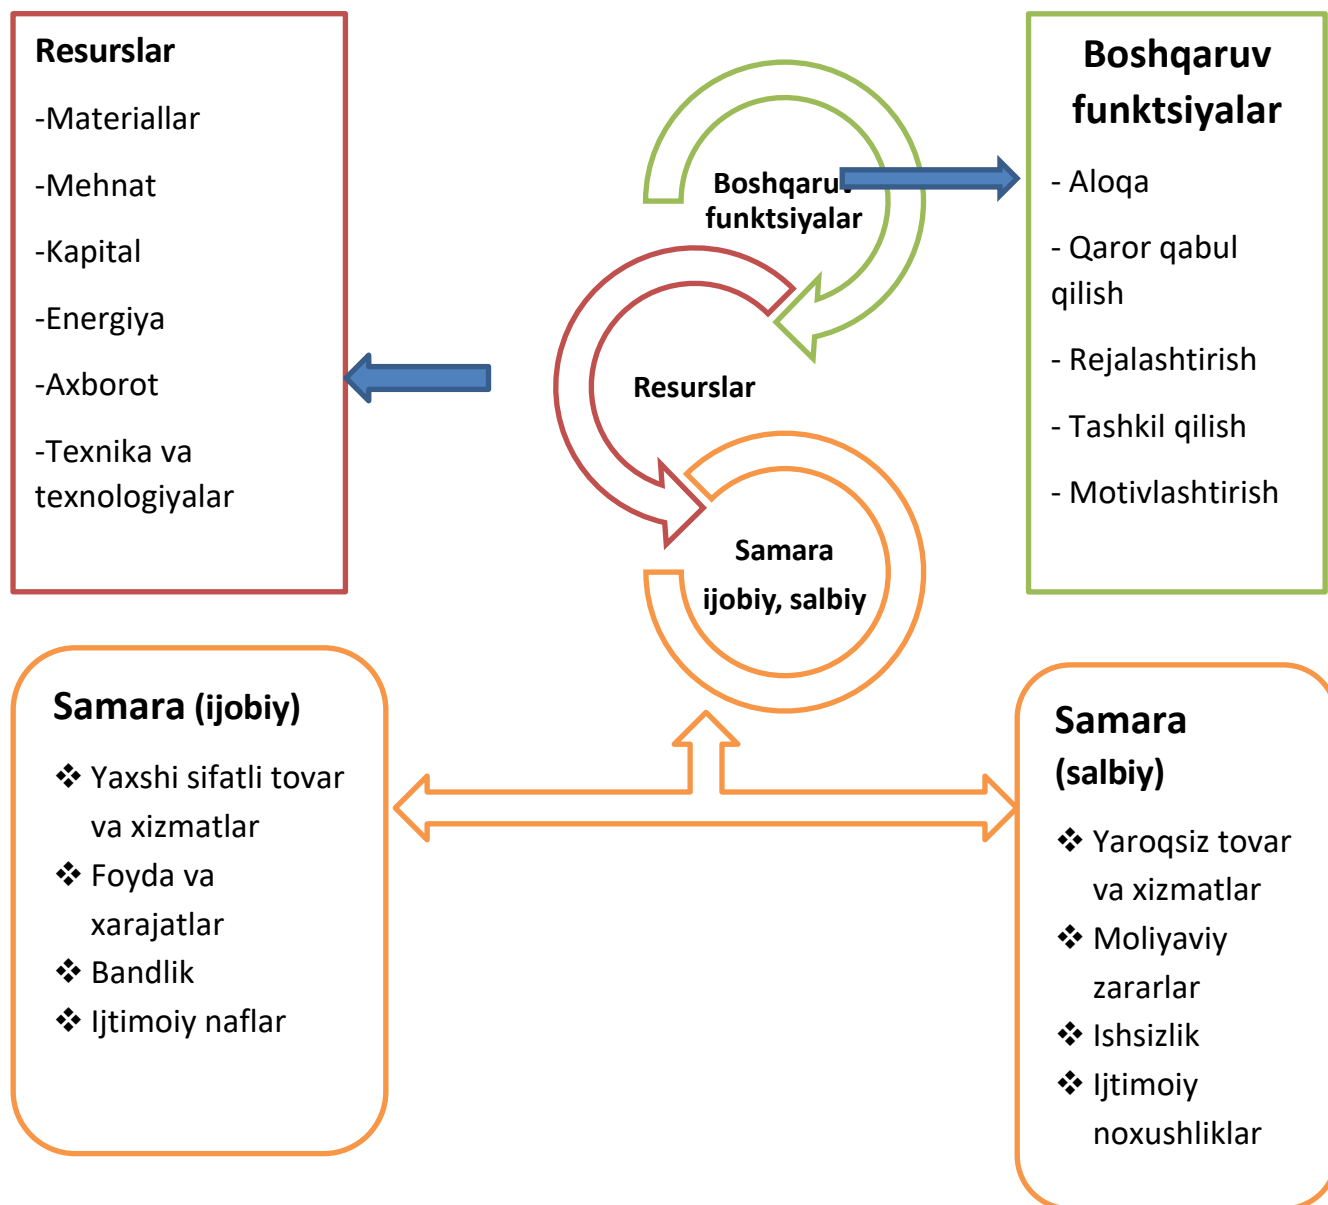 Resurslar
-Materiallar
-Mehnat
-Kapital
-Energiya
-Axborot
-Texnika va
texnologiyalar
Boshqaruv
funktsiyalar
Resurslar
Samara
ijobiy, salbiy
Boshqaruv
funktsiyalar
- Aloqa
- Qaror qabul
qilish
- Rejalashtirish
- Tashkil qilish
- Motivlashtirish
Samara (ijobiy)
❖ Yaxshi sifatli tovar
va xizmatlar
❖ Foyda va
xarajatlar
❖ Bandlik
❖ Ijtimoiy naflar
Samara
(salbiy)
❖ Yaroqsiz tovar
va xizmatlar
❖ Moliyaviy
zararlar
❖ Ishsizlik
❖ Ijtimoiy
noxushliklar